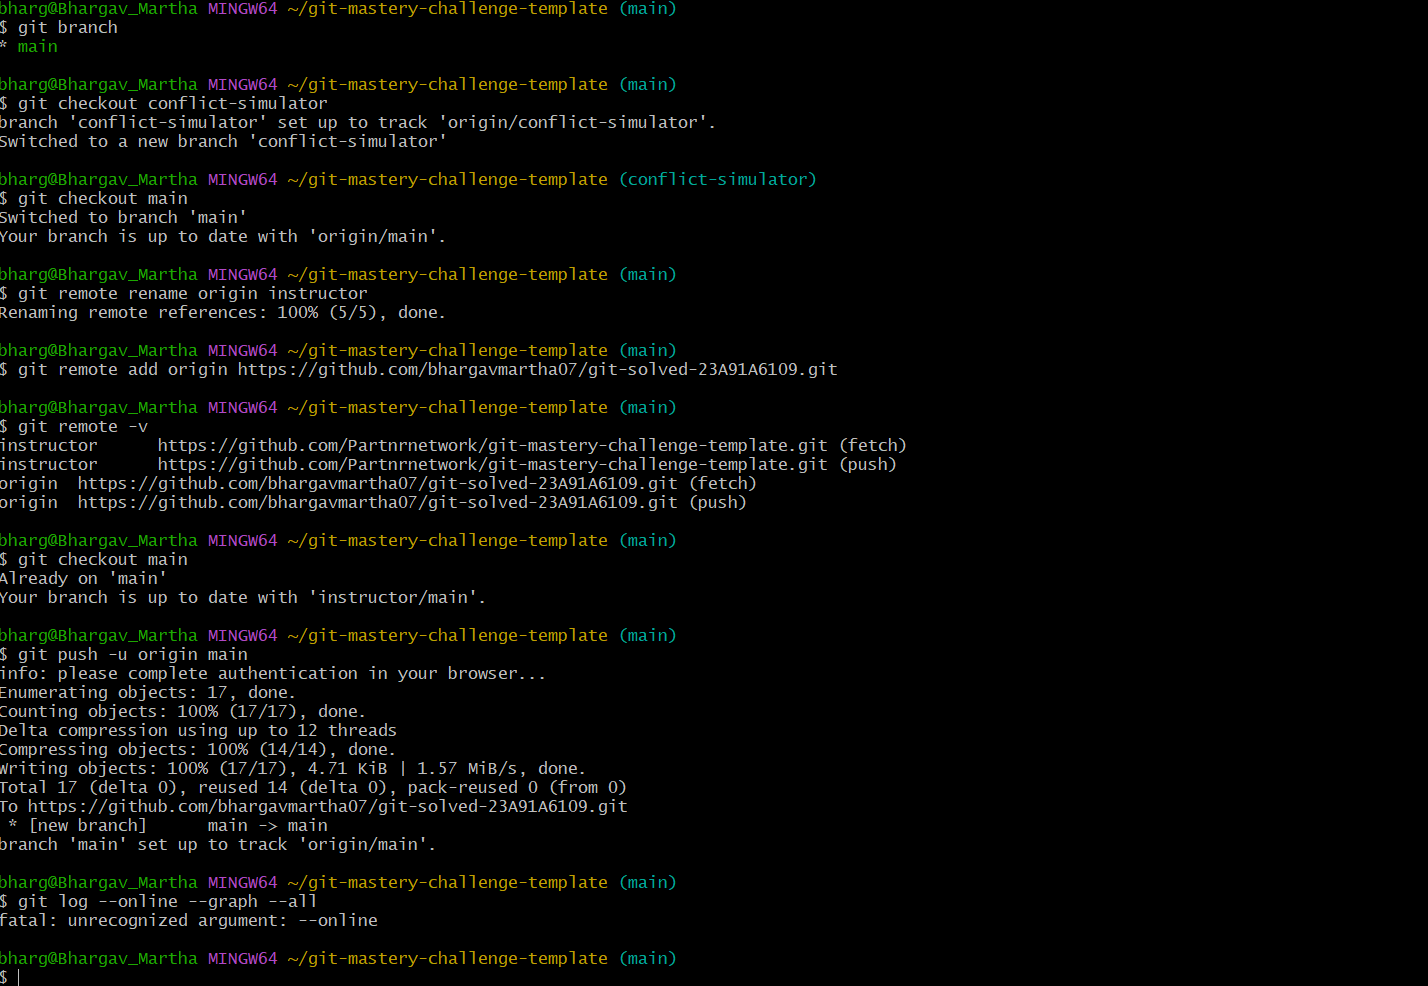 bharg@Bhargav_Martha MINGW64 ~/git-mastery-challenge-template (main)
$ git branch
* main
bharg@Bhargav_Martha MINGW64 ~/git-mastery-challenge-template (main)
$ git checkout conflict-simulator
branch 'conflict-simulator' set up to track 'origin/conflict-simulator'.
Switched to a new branch 'conflict-simulator'
bharg@Bhargav_Martha MINGW64 ~/git-mastery-challenge-template (conflict-simulator)
$ git checkout main
Switched to branch 'main'
Your branch is up to date with 'origin/main'.
bharg@Bhargav_Martha MINGW64 ~/git-mastery-challenge-template (main)
$ git remote rename origin instructor
Renaming remote references: 100% (5/5), done.
bharg@Bhargav_Martha MINGW64 ~/git-mastery-challenge-template (main)
$ git remote add origin https://github.com/bhargavmartha07/git-solved-23A91A6109.git
bharg@Bhargav_Martha MINGW64 ~/git-mastery-challenge-template (main)
$ git remote -v
instructor      https://github.com/Partnrnetwork/git-mastery-challenge-template.git (fetch)
instructor      https://github.com/Partnrnetwork/git-mastery-challenge-template.git (push)
origin  https://github.com/bhargavmartha07/git-solved-23A91A6109.git (fetch)
origin  https://github.com/bhargavmartha07/git-solved-23A91A6109.git (push)
bharg@Bhargav_Martha MINGW64 ~/git-mastery-challenge-template (main)
$ git checkout main
Already on 'main'
Your branch is up to date with 'instructor/main'.
bharg@Bhargav_Martha MINGW64 ~/git-mastery-challenge-template (main)
$ git push -u origin main
info: please complete authentication in your browser...
Enumerating objects: 17, done.
Counting objects: 100% (17/17), done.
Delta compression using up to 12 threads
Compressing objects: 100% (14/14), done.
Writing objects: 100% (17/17), 4.71 KiB | 1.57 MiB/s, done.
Total 17 (delta 0), reused 14 (delta 0), pack-reused 0 (from 0)
To https://github.com/bhargavmartha07/git-solved-23A91A6109.git
 * [new branch]      main -> main
branch 'main' set up to track 'origin/main'.
bharg@Bhargav_Martha MINGW64 ~/git-mastery-challenge-template (main)
$ git log --online --graph --all
fatal: unrecognized argument: --online
bharg@Bhargav_Martha MINGW64 ~/git-mastery-challenge-template (main)
$